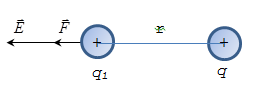 E⃗ F⃗ + r +
q₁ q